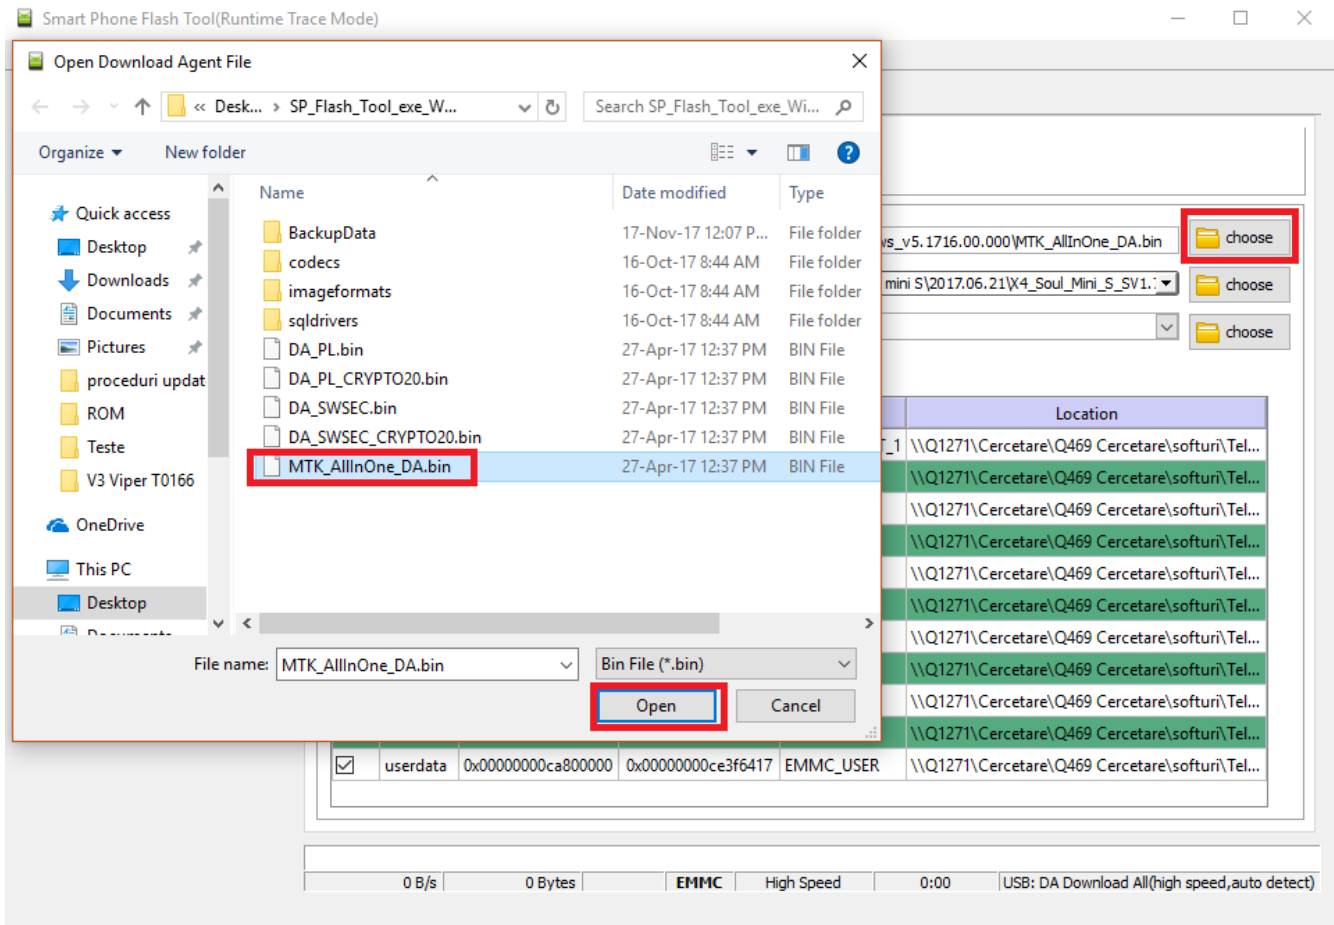 Smart Phone Flash Tool(Runtime Trace Mode)
Open Download Agent File
« Desk... > SP_Flash_Tool_exe_W...
Search SP_Flash_Tool_exe_Wi...
Organize
New folder
Name Date modified Type
Quick access
Desktop
Downloads
Documents
Pictures
proceduri updat
ROM
Teste
V3 Viper T0166
OneDrive
This PC
Desktop
BackupData 17-Nov-17 12:07 P... File folder
codecs 16-Oct-17 8:44 AM File folder
imageformats 16-Oct-17 8:44 AM File folder
sqldrivers 16-Oct-17 8:44 AM File folder
DA_PL.bin 27-Apr-17 12:37 PM BIN File
DA_PL_CRYPTO20.bin 27-Apr-17 12:37 PM BIN File
DA_SWSEC.bin 27-Apr-17 12:37 PM BIN File
DA_SWSEC_CRYPTO20.bin 27-Apr-17 12:37 PM BIN File
MTK_AllInOne_DA.bin 27-Apr-17 12:37 PM BIN File
File name: MTK_AllInOne_DA.bin
Bin File (*.bin)
Open
Cancel
ws_v5.1716.00.000\MTK_AllInOne_DA.bin choose
mini S\2017.06.21\X4_Soul_Mini_S_SV1. choose
choose
Location
T_1 \\Q1271\Cercetare\Q469 Cercetare\softuri\Tel...
\\Q1271\Cercetare\Q469 Cercetare\softuri\Tel...
\\Q1271\Cercetare\Q469 Cercetare\softuri\Tel...
\\Q1271\Cercetare\Q469 Cercetare\softuri\Tel...
\\Q1271\Cercetare\Q469 Cercetare\softuri\Tel...
\\Q1271\Cercetare\Q469 Cercetare\softuri\Tel...
\\Q1271\Cercetare\Q469 Cercetare\softuri\Tel...
\\Q1271\Cercetare\Q469 Cercetare\softuri\Tel...
\\Q1271\Cercetare\Q469 Cercetare\softuri\Tel...
\\Q1271\Cercetare\Q469 Cercetare\softuri\Tel...
userdata 0x00000000ca800000 0x00000000ce3f6417 EMMC_USER \\Q1271\Cercetare\Q469 Cercetare\softuri\Tel...
0 B/s 0 Bytes EMMC High Speed 0:00 USB: DA Download All(high speed,auto detect)